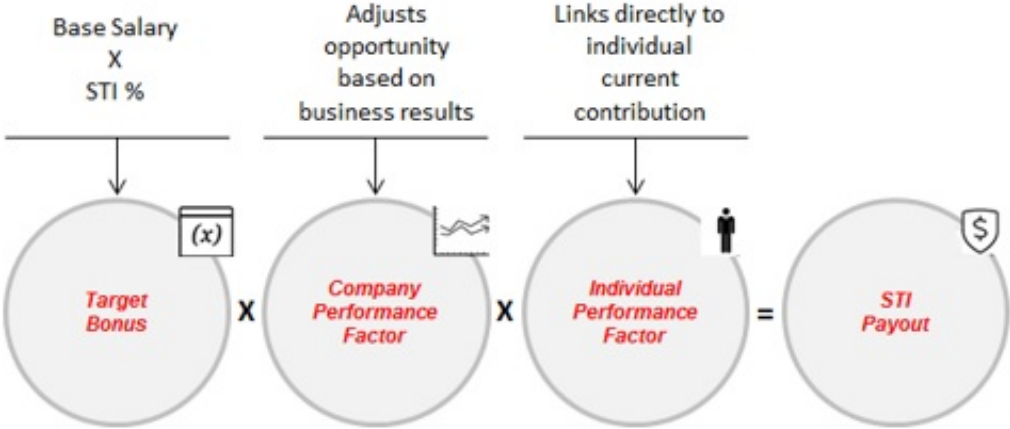 Base Salary
X
STI %
Adjusts
opportunity
based on
business results
Links directly to
individual
current
contribution
(x)
$
Target
Bonus
X
Company
Performance
Factor
X
Individual
Performance
Factor
=
STI
Payout